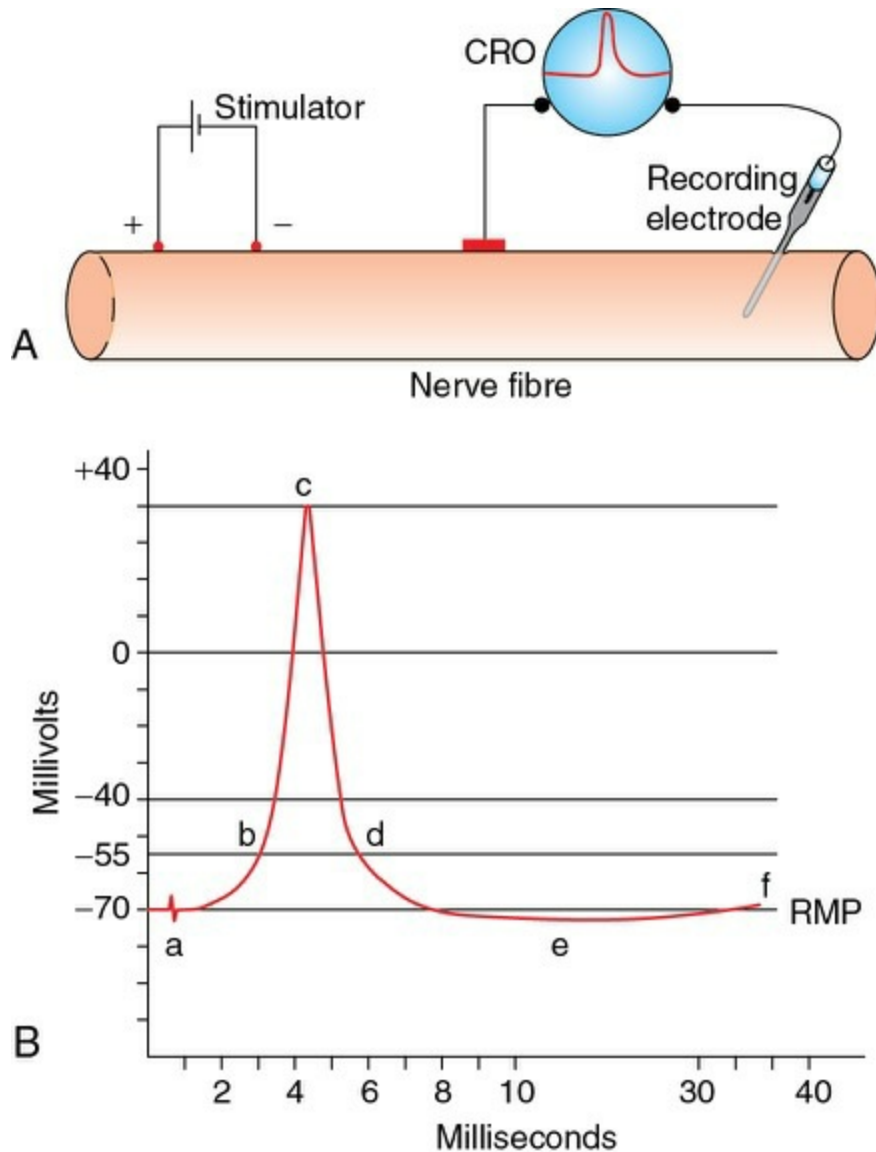 CRO
Stimulator
Recording
electrode
+ −
A
Nerve fibre
+40
c
0
Millivolts
−40
b d
−55
f
−70
RMP
a e
B
2 4 6 8 10 30 40
Milliseconds